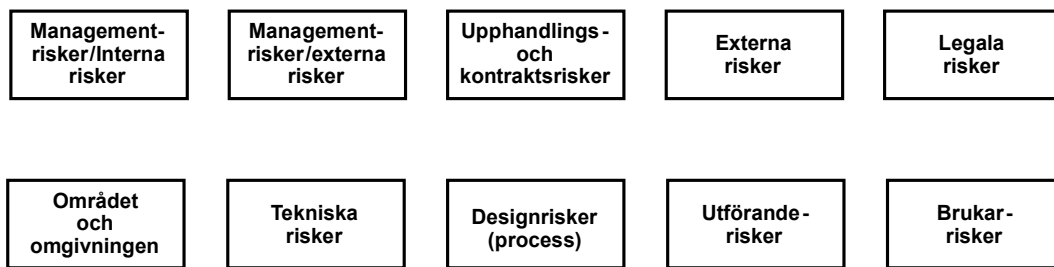 Management-
risker/Interna
risker
Management-
risker/externa
risker
Upphandlings-
och
kontraktsrisker
Externa
risker
Legala
risker
Området
och
omgivningen
Tekniska
risker
Designrisker
(process)
Utförande-
risker
Brukar-
risker